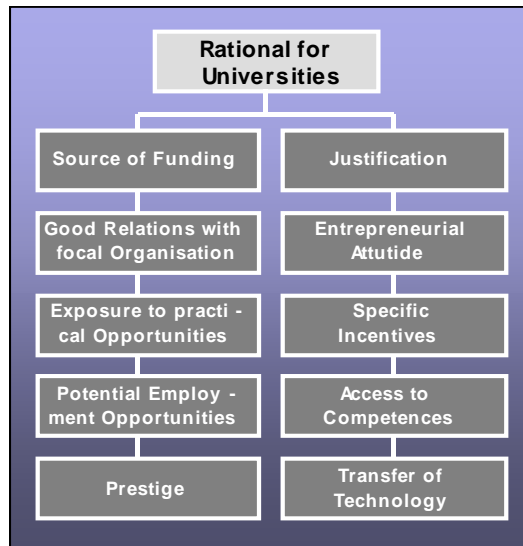 Rational for
Universities
Source of Funding
Justification
Good Relations with
focal Organisation
Entrepreneurial
Attutide
Exposure to practi -
cal Opportunities
Specific
Incentives
Potential Employ -
ment Opportunities
Access to
Competences
Prestige
Transfer of
Technology